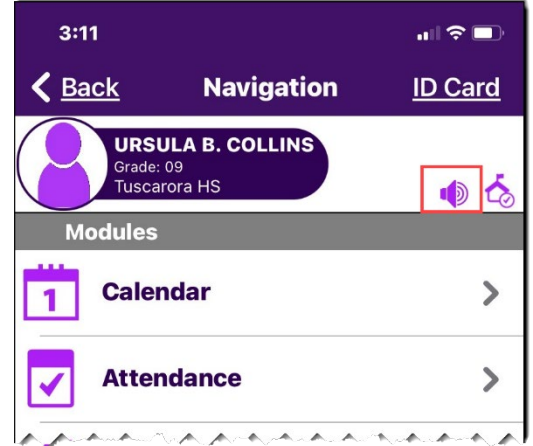 3:11
Back Navigation ID Card
URSULA B. COLLINS
Grade: 09
Tuscarora HS
Modules
1 Calendar
Attendance